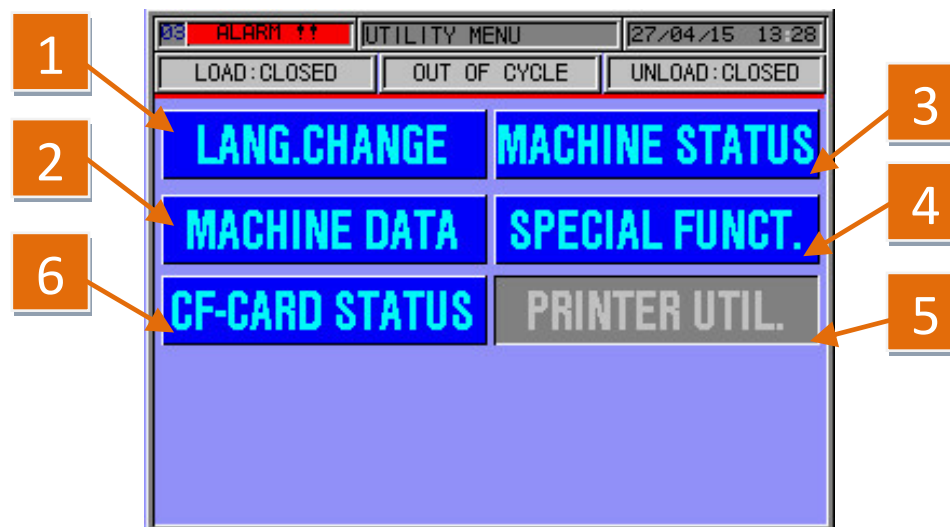 03 ALARM !! UTILITY MENU 27/04/15 13:28
LOAD:CLOSED OUT OF CYCLE UNLOAD:CLOSED
1 LANG.CHANGE MACHINE STATUS 3
2 MACHINE DATA SPECIAL FUNCT. 4
6 CF-CARD STATUS PRINTER UTIL. 5